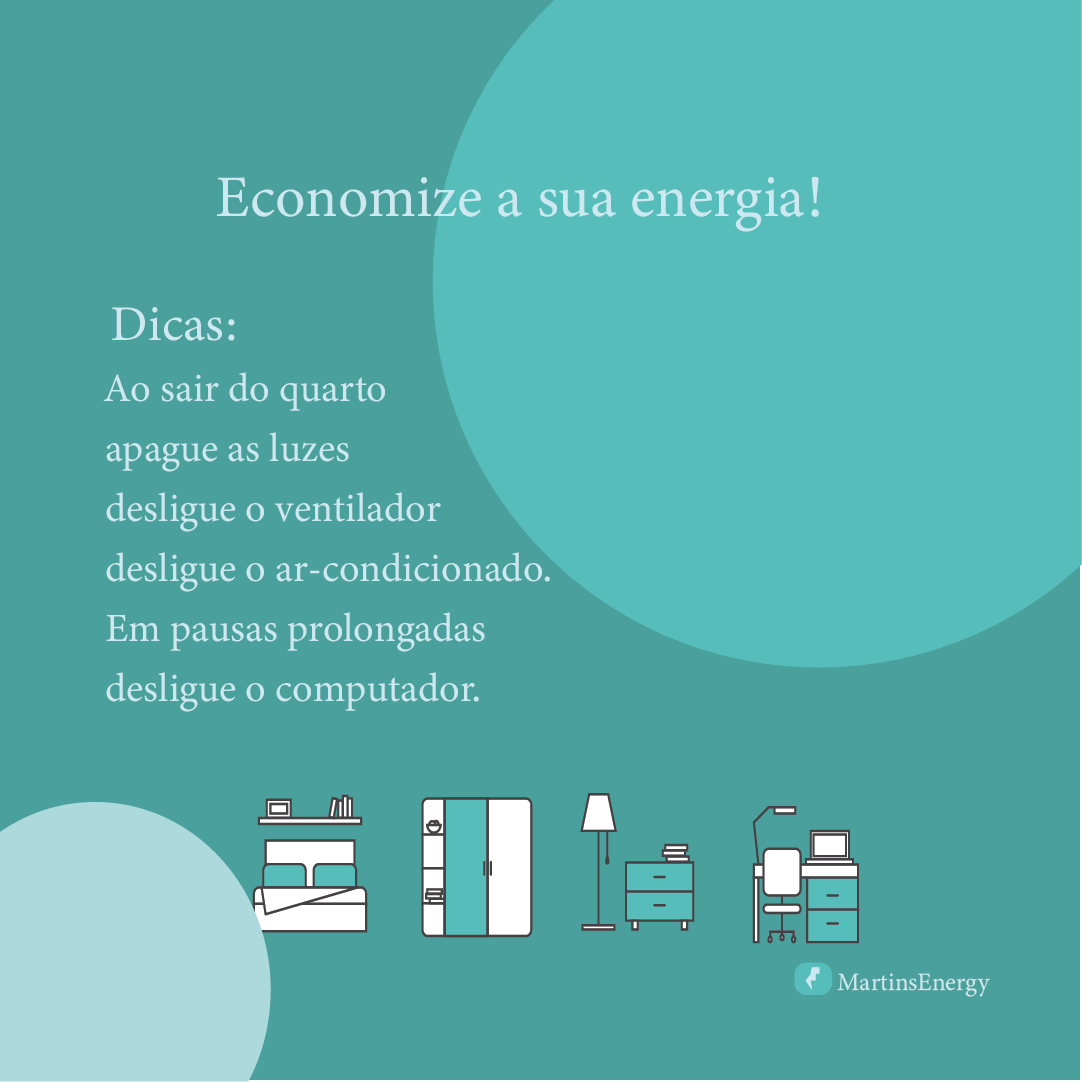 Economize a sua energia!
Dicas:
Ao sair do quarto
apague as luzes
desligue o ventilador
desligue o ar-condicionado.
Em pausas prolongadas
desligue o computador.
MartinsEnergy